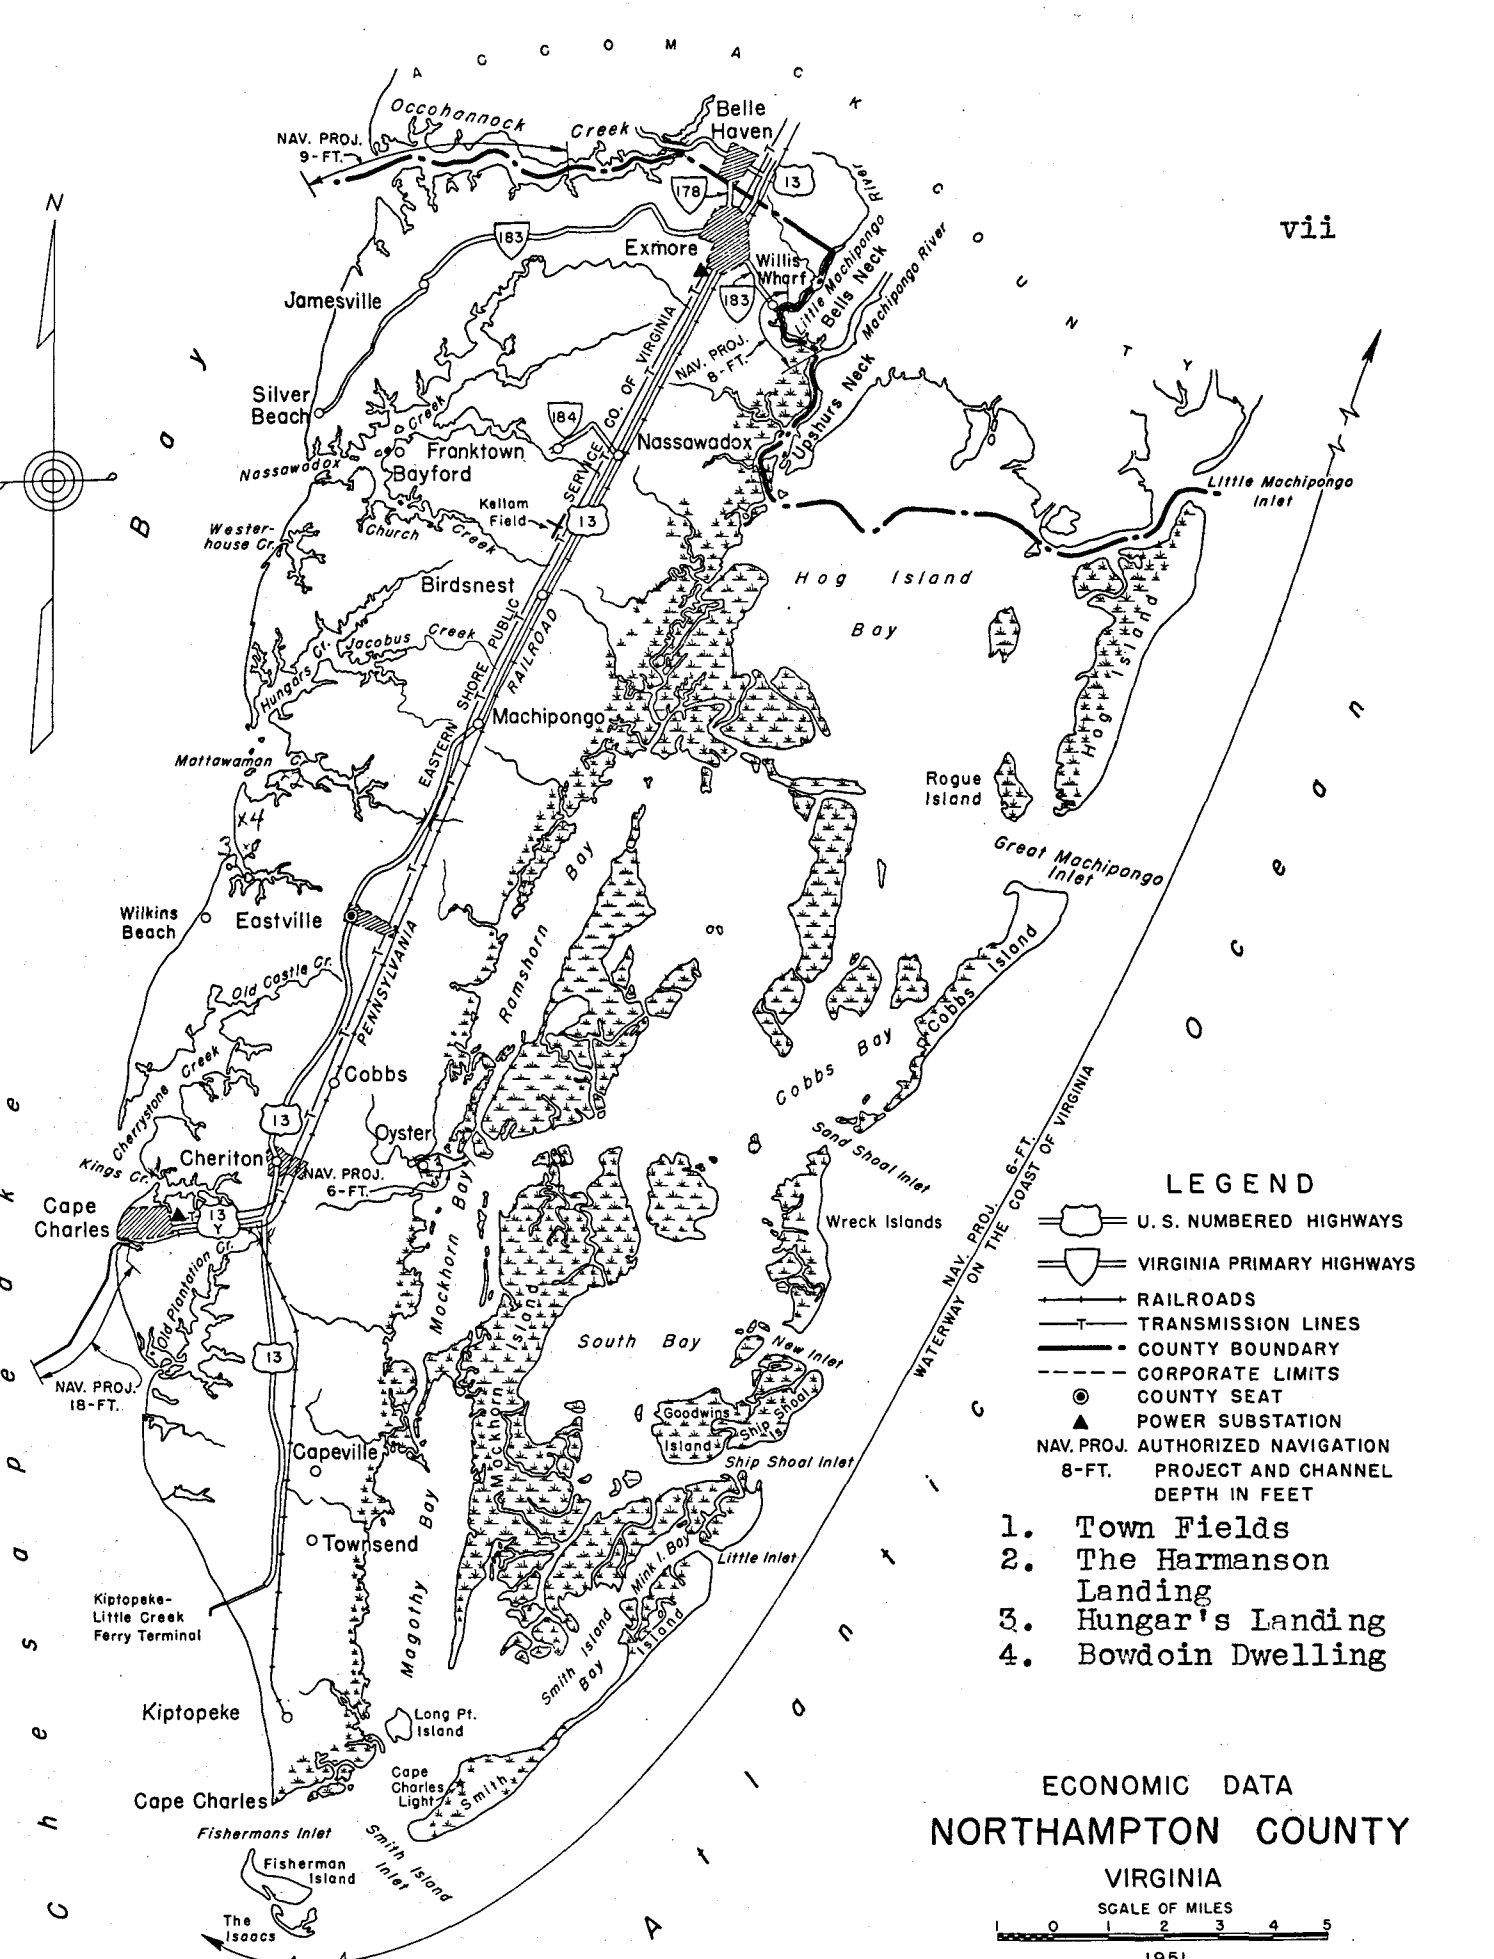 ACCOMACK COUNTY
vii
N
Occohannock Creek
Belle
Haven
NAV. PROJ.
9-FT.
178
13
River
183
Exmore
Willis
Wharf
Little Machipongo
Bells Neck
Machipongo River
183
Jamesville
NAV. PROJ.
8-FT.
Upshurs Neck
Silver
Beach
Creek
184
Franktown
Nassawadox
Nassawadox
Bayford
Kellam
Field
13
Church Creek
Wester-
house Cr.
Little Machipongo
Inlet
Birdsnest
Hog Island
Bay
Hog Island
Jacobus Creek
Hungars Cr.
EASTERN SHORE PUBLIC SERVICE CO. OF VIRGINIA
RAILROAD
Machipongo
Mattawaman
Rogue
Island
x4
3
Great Machipongo
Inlet
Ramshorn Bay
Wilkins
Beach
Eastville
PENNSYLVANIA
Old Castle Cr.
Cobbs Island
Cobbs Bay
Cherrystone Creek
Cobbs
13
Oyster
Sand Shoal Inlet
Kings Cr.
Cheriton
NAV. PROJ.
6-FT.
Cape
Charles
13
Y
Wreck Islands
NAV. PROJ. 6-FT.
WATERWAY ON THE COAST OF VIRGINIA
Old Plantation Cr.
Mockhorn Bay
Mockhorn Island
South Bay
New Inlet
13
NAV. PROJ.
18-FT.
Goodwins
Island
Ship Shoal
Is.
Capeville
Ship Shoal Inlet
Townsend
Mink I. Bay
Little Inlet
Kiptopeke-
Little Creek
Ferry Terminal
Magothy Bay
Smith Island
Bay
Kiptopeke
Long Pt.
Island
Cape
Charles
Light
Smith Island
Cape Charles
Fishermans Inlet
Smith Island
Inlet
Fisherman
Island
The
Isaacs
Chesapeake Bay
Atlantic Ocean
LEGEND
U. S. NUMBERED HIGHWAYS
VIRGINIA PRIMARY HIGHWAYS
RAILROADS
T TRANSMISSION LINES
COUNTY BOUNDARY
CORPORATE LIMITS
COUNTY SEAT
POWER SUBSTATION
NAV. PROJ. AUTHORIZED NAVIGATION
8-FT. PROJECT AND CHANNEL
DEPTH IN FEET
1. Town Fields
2. The Harmanson
Landing
3. Hungar's Landing
4. Bowdoin Dwelling
ECONOMIC DATA
NORTHAMPTON COUNTY
VIRGINIA
SCALE OF MILES
1 0 1 2 3 4 5
1951